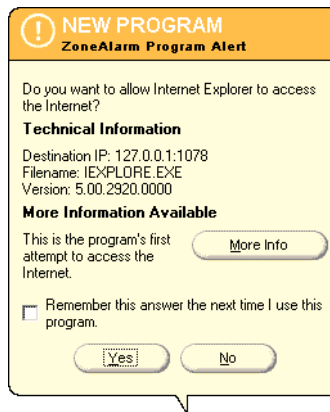 NEW PROGRAM
ZoneAlarm Program Alert
Do you want to allow Internet Explorer to access
the Internet?
Technical Information
Destination IP: 127.0.0.1:1078
Filename: IEXPLORE.EXE
Version: 5.00.2920.0000
More Information Available
This is the program's first
attempt to access the
Internet.
More Info
Remember this answer the next time I use this
program.
Yes No